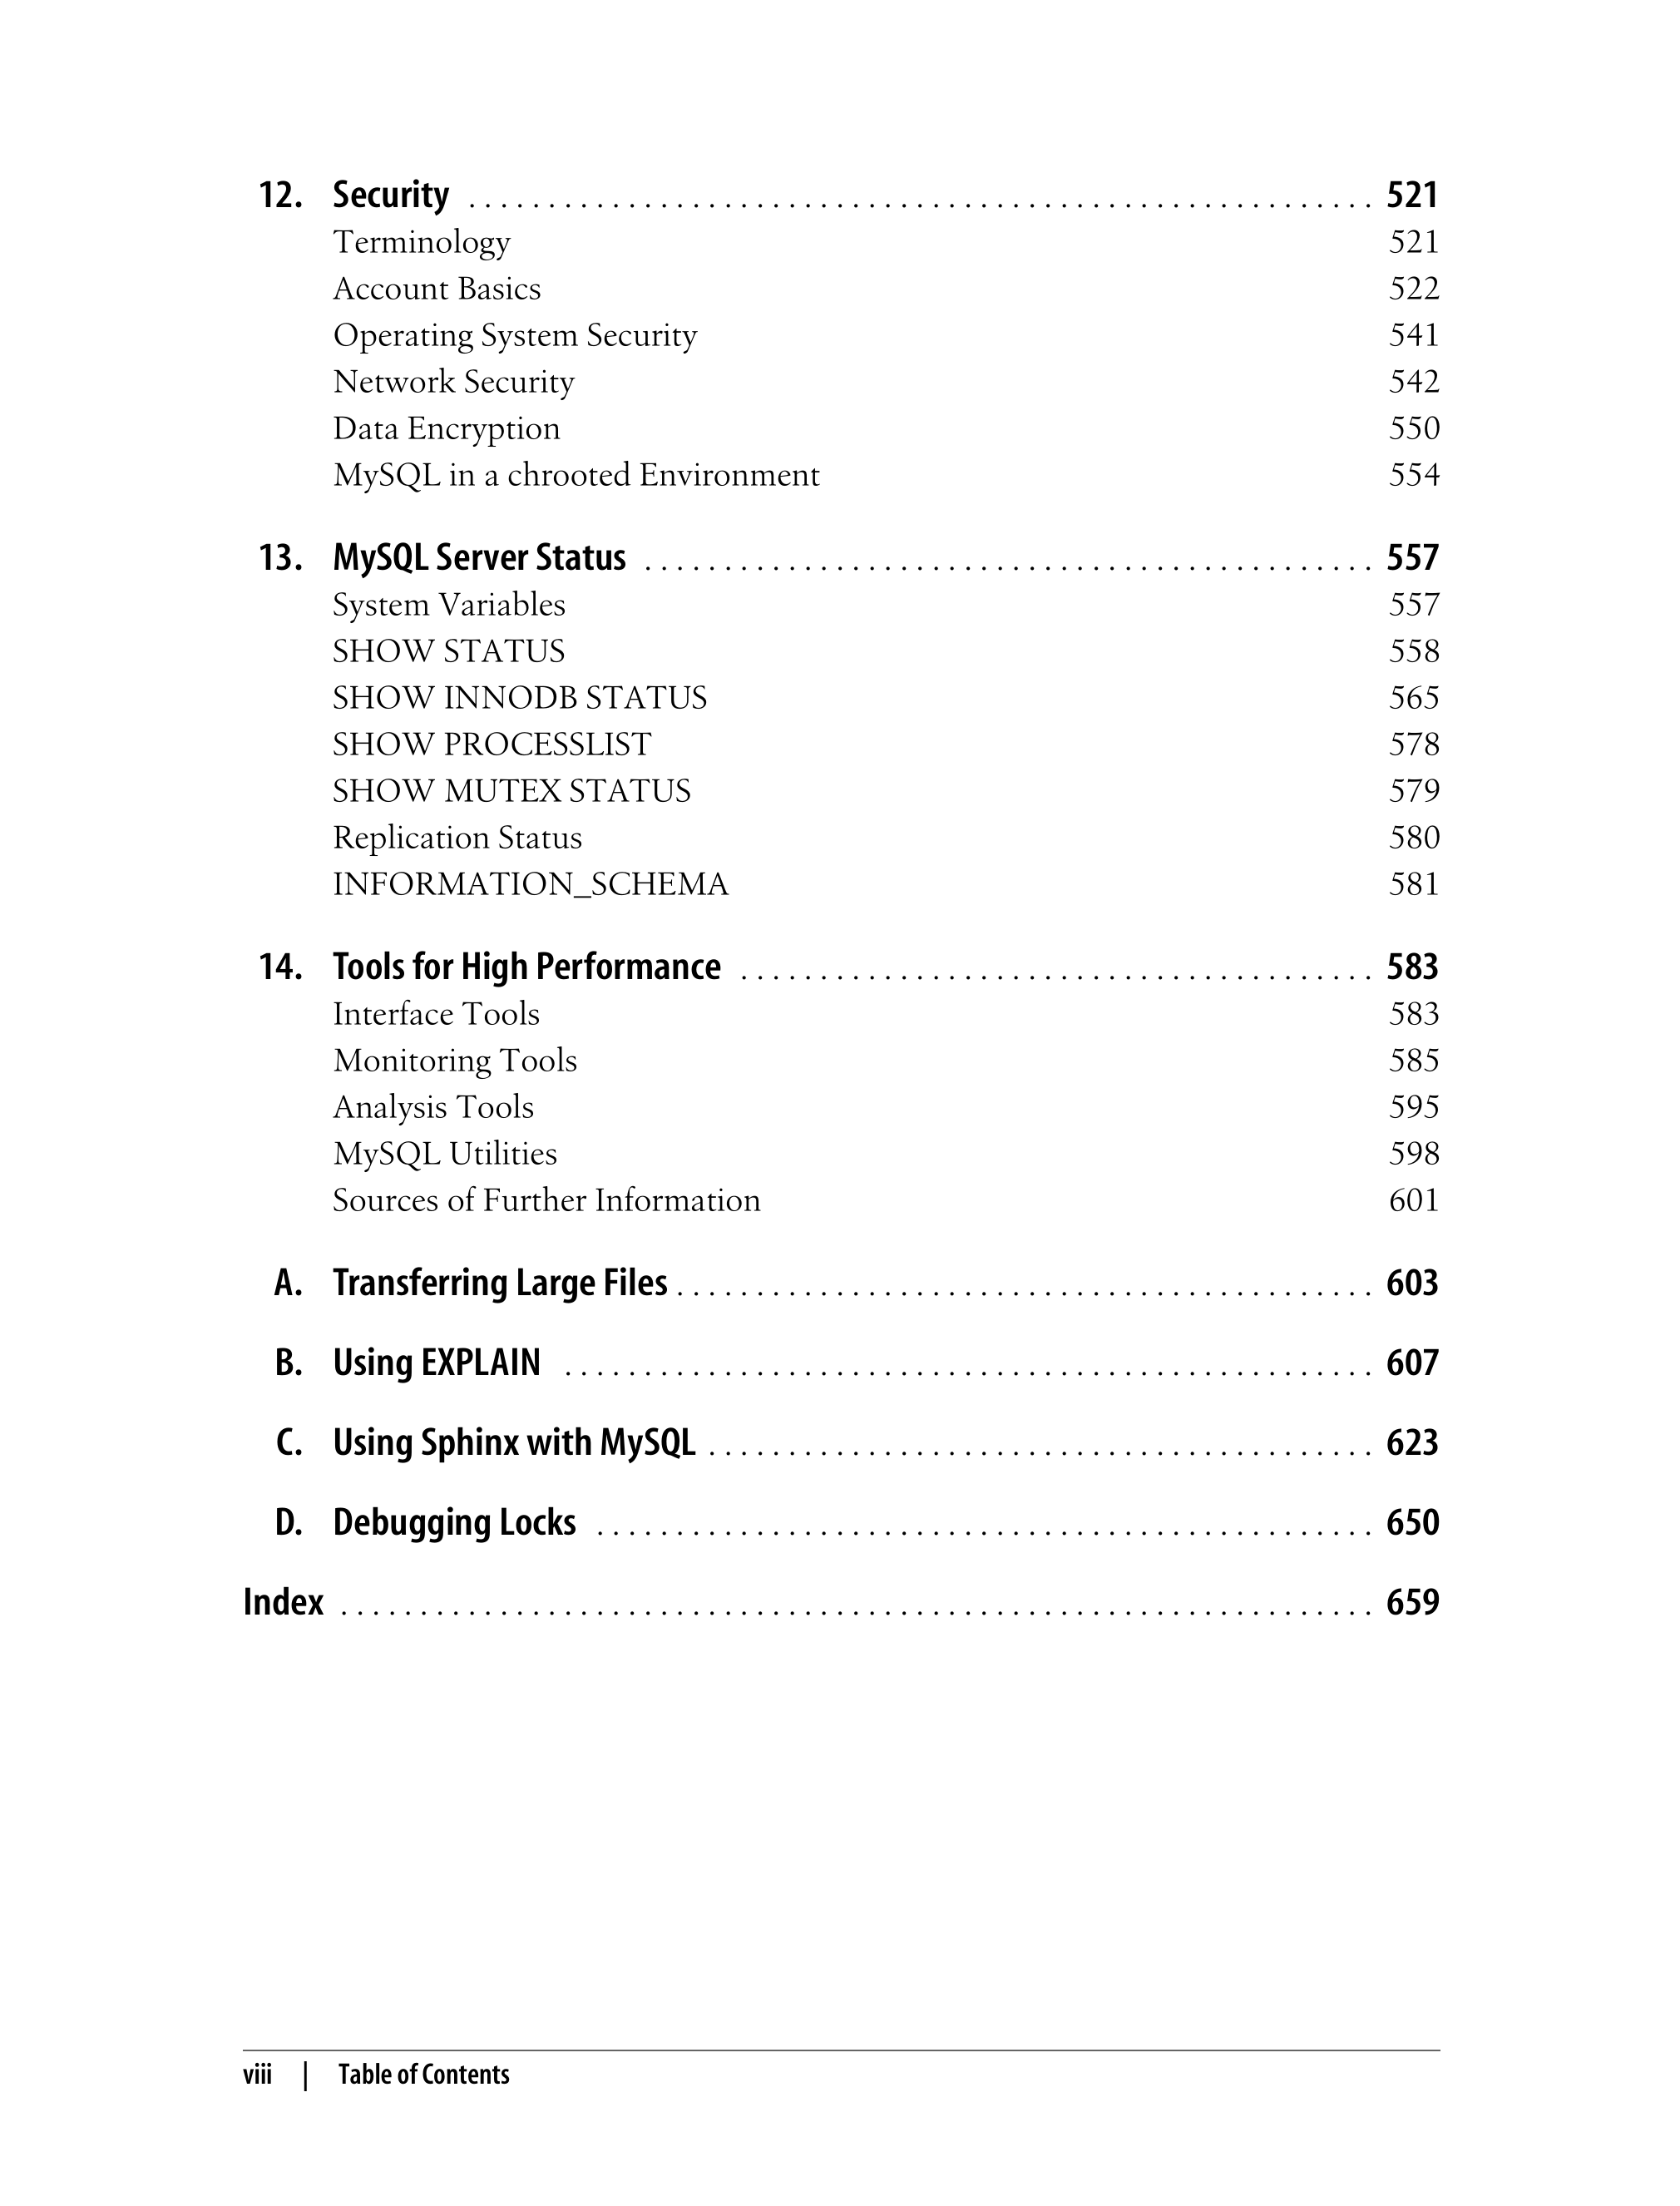 12. Security . . . . . . . . . . . . . . . . . . . . . . . . . . . . . . . . . . . . . . . . . . . . . . . . . . . . . . . . . 521
Terminology 521
Account Basics 522
Operating System Security 541
Network Security 542
Data Encryption 550
MySQL in a chrooted Environment 554
13. MySQL Server Status . . . . . . . . . . . . . . . . . . . . . . . . . . . . . . . . . . . . . . . . . . . . . . 557
System Variables 557
SHOW STATUS 558
SHOW INNODB STATUS 565
SHOW PROCESSLIST 578
SHOW MUTEX STATUS 579
Replication Status 580
INFORMATION_SCHEMA 581
14. Tools for High Performance . . . . . . . . . . . . . . . . . . . . . . . . . . . . . . . . . . . . . . . . 583
Interface Tools 583
Monitoring Tools 585
Analysis Tools 595
MySQL Utilities 598
Sources of Further Information 601
A. Transferring Large Files . . . . . . . . . . . . . . . . . . . . . . . . . . . . . . . . . . . . . . . . . . . . 603
B. Using EXPLAIN . . . . . . . . . . . . . . . . . . . . . . . . . . . . . . . . . . . . . . . . . . . . . . . . . . . 607
C. Using Sphinx with MySQL . . . . . . . . . . . . . . . . . . . . . . . . . . . . . . . . . . . . . . . . . . 623
D. Debugging Locks . . . . . . . . . . . . . . . . . . . . . . . . . . . . . . . . . . . . . . . . . . . . . . . . . 650
Index . . . . . . . . . . . . . . . . . . . . . . . . . . . . . . . . . . . . . . . . . . . . . . . . . . . . . . . . . . . . . . . . . 659
viii | Table of Contents